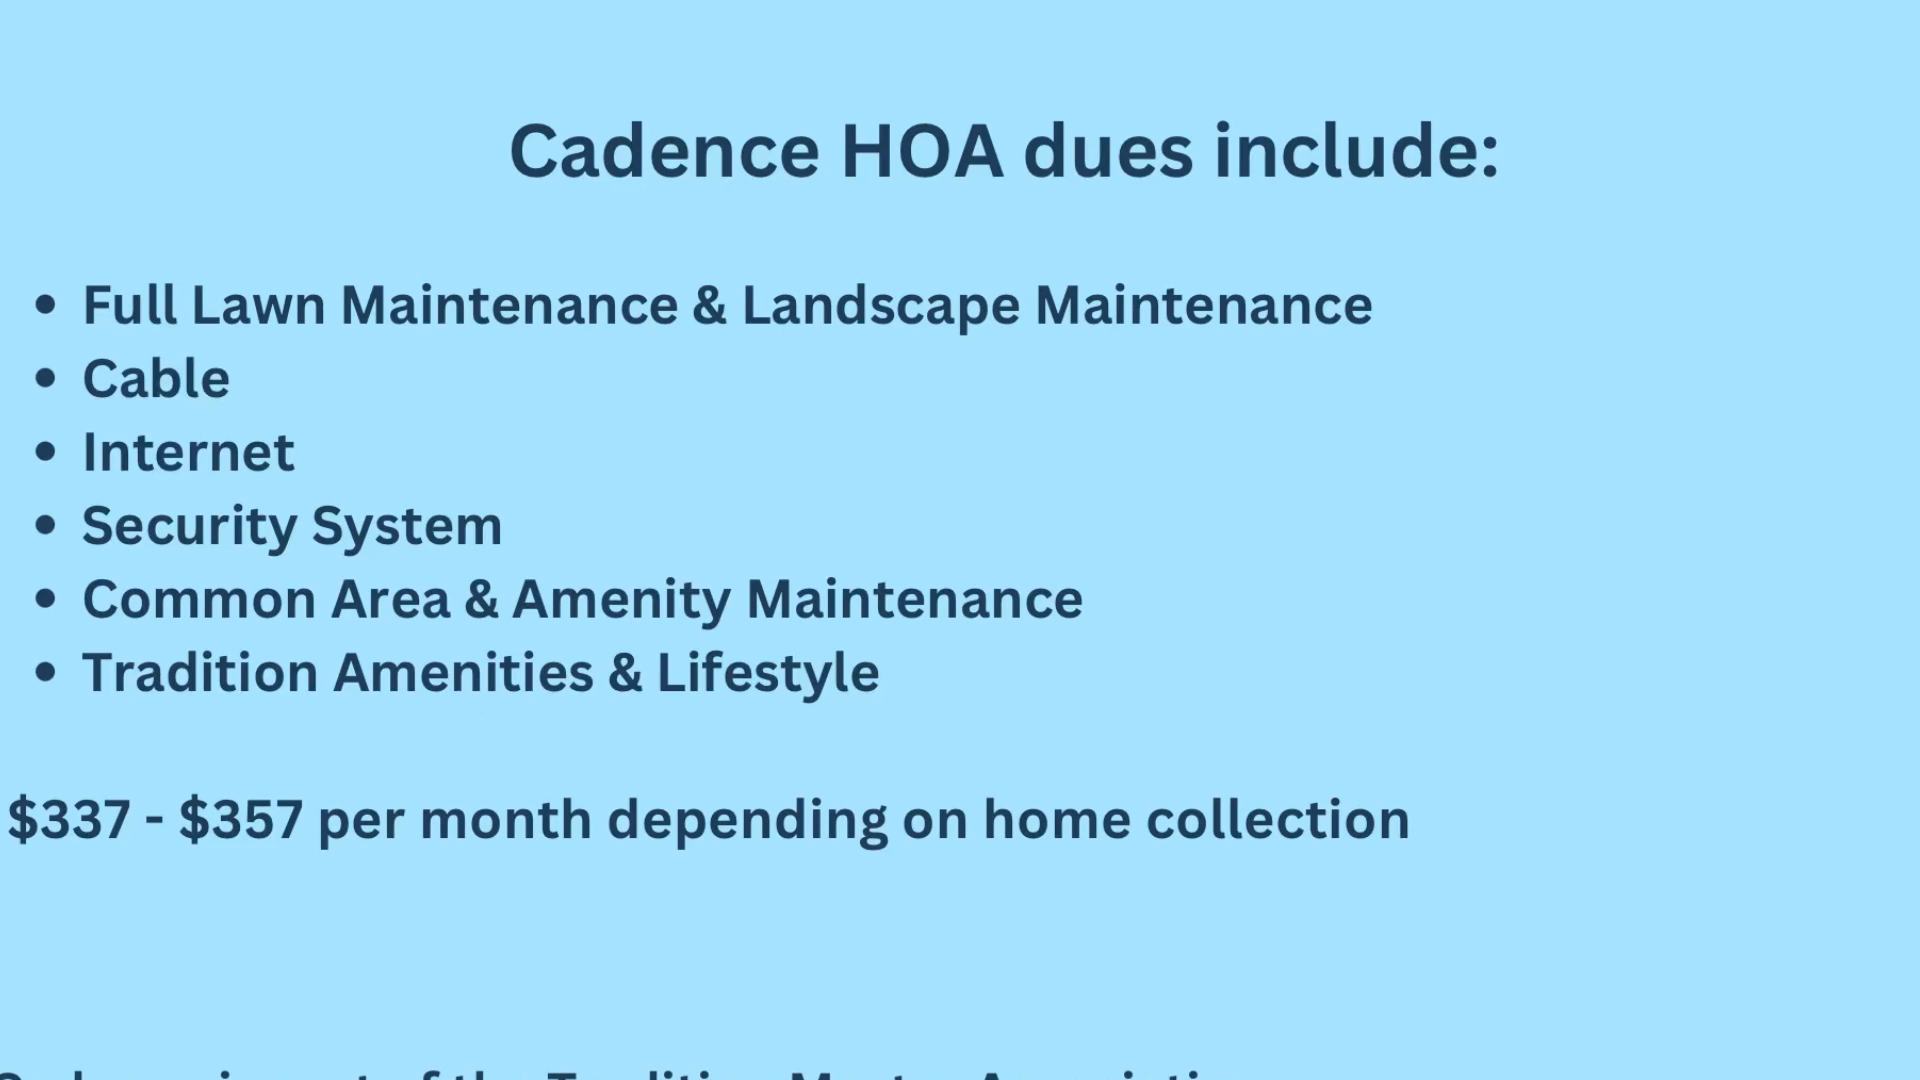 Cadence HOA dues include:
• Full Lawn Maintenance & Landscape Maintenance
• Cable
• Internet
• Security System
• Common Area & Amenity Maintenance
• Tradition Amenities & Lifestyle
$337 - $357 per month depending on home collection